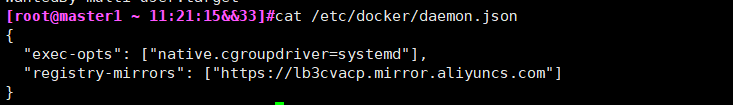 [root@master1 ~ 11:21:15&&33]#cat /etc/docker/daemon.json
{
  "exec-opts": ["native.cgroupdriver=systemd"],
  "registry-mirrors": ["https://lb3cvacp.mirror.aliyuncs.com"]
}